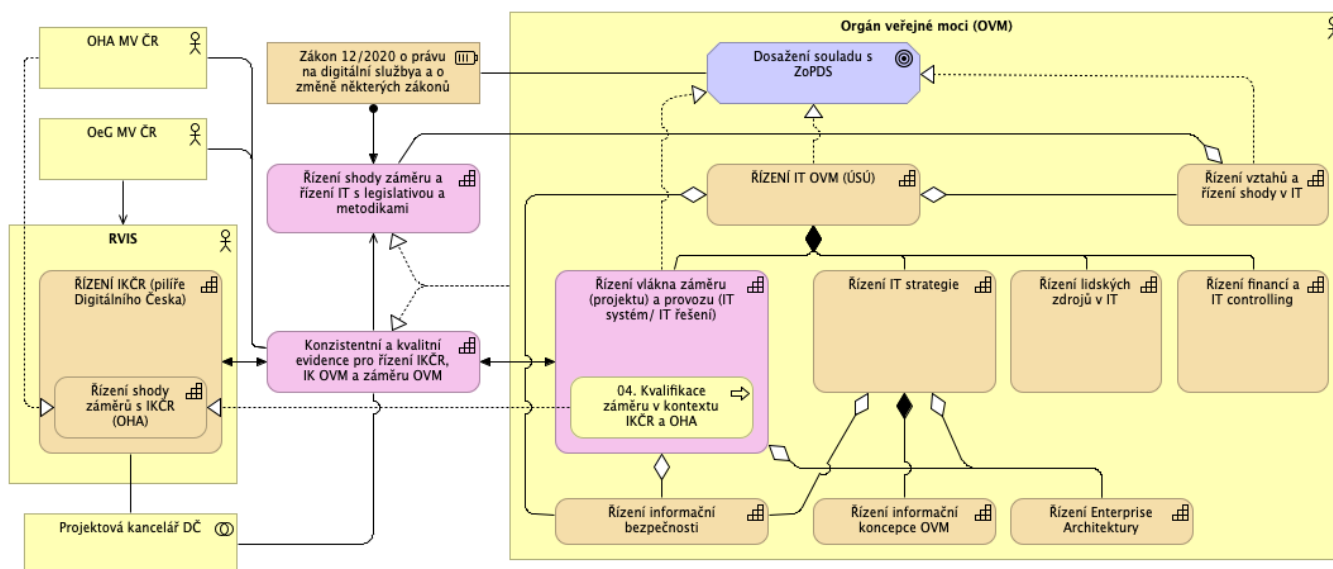 OHA MV ČR
OeG MV ČR
RVIS
ŘÍZENÍ IKČR (pilíře
Digitálního Česka)
Řízení shody
záměrů s IKČR
(OHA)
Projektová kancelář DČ
Zákon 12/2020 o právu
na digitální službya a o
změně některých zákonů
Řízení shody záměru a
řízení IT s legislativou a
metodikami
Konzistentní a kvalitní
evidence pro řízení IKČR,
IK OVM a záměru OVM
Orgán veřejné moci (OVM)
Dosažení souladu s
ZoPDS
ŘÍZENÍ IT OVM (ÚSÚ)
Řízení vztahů a
řízení shody v IT
Řízení vlákna záměru
(projektu) a provozu (IT
systém/ IT řešení)
04. Kvalifikace
záměru v kontextu
IKČR a OHA
Řízení IT strategie
Řízení lidských
zdrojů v IT
Řízení financí a
IT controlling
Řízení informační
bezpečnosti
Řízení informační
koncepce OVM
Řízení Enterprise
Architektury